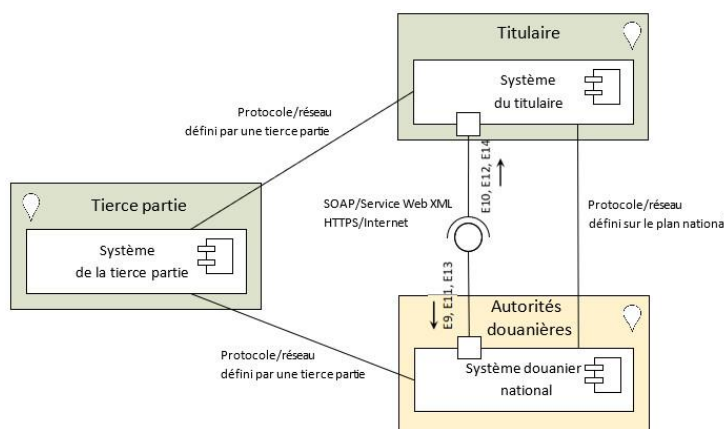 Titulaire
Système
du titulaire
Protocole/réseau
défini par une tierce partie
E10, E12, E14
Tierce partie
Système
de la tierce partie
SOAP/Service Web XML
HTTPS/Internet
Protocole/réseau
défini sur le plan nationa
E9, E11, E13
Autorités
douanières
Protocole/réseau
défini par une tierce partie
Système douanier
national